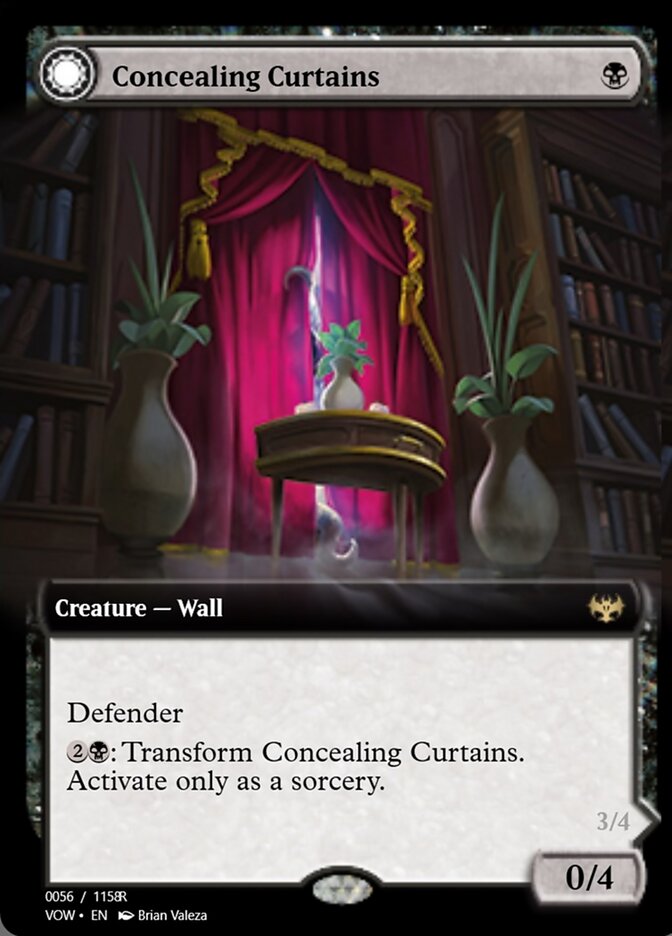 Concealing Curtains
Creature — Wall
Defender
2: Transform Concealing Curtains.
Activate only as a sorcery.
3/4
0/4
0056 / 1158R
VOW • EN Brian Valeza